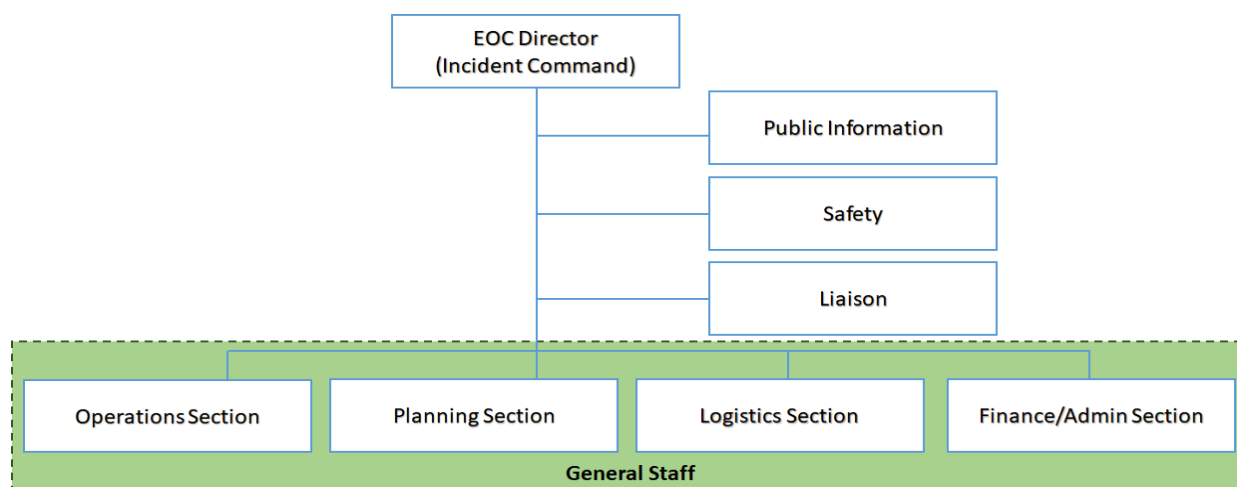 EOC Director
(Incident Command)
Public Information
Safety
Liaison
Operations Section
Planning Section
Logistics Section
Finance/Admin Section
General Staff